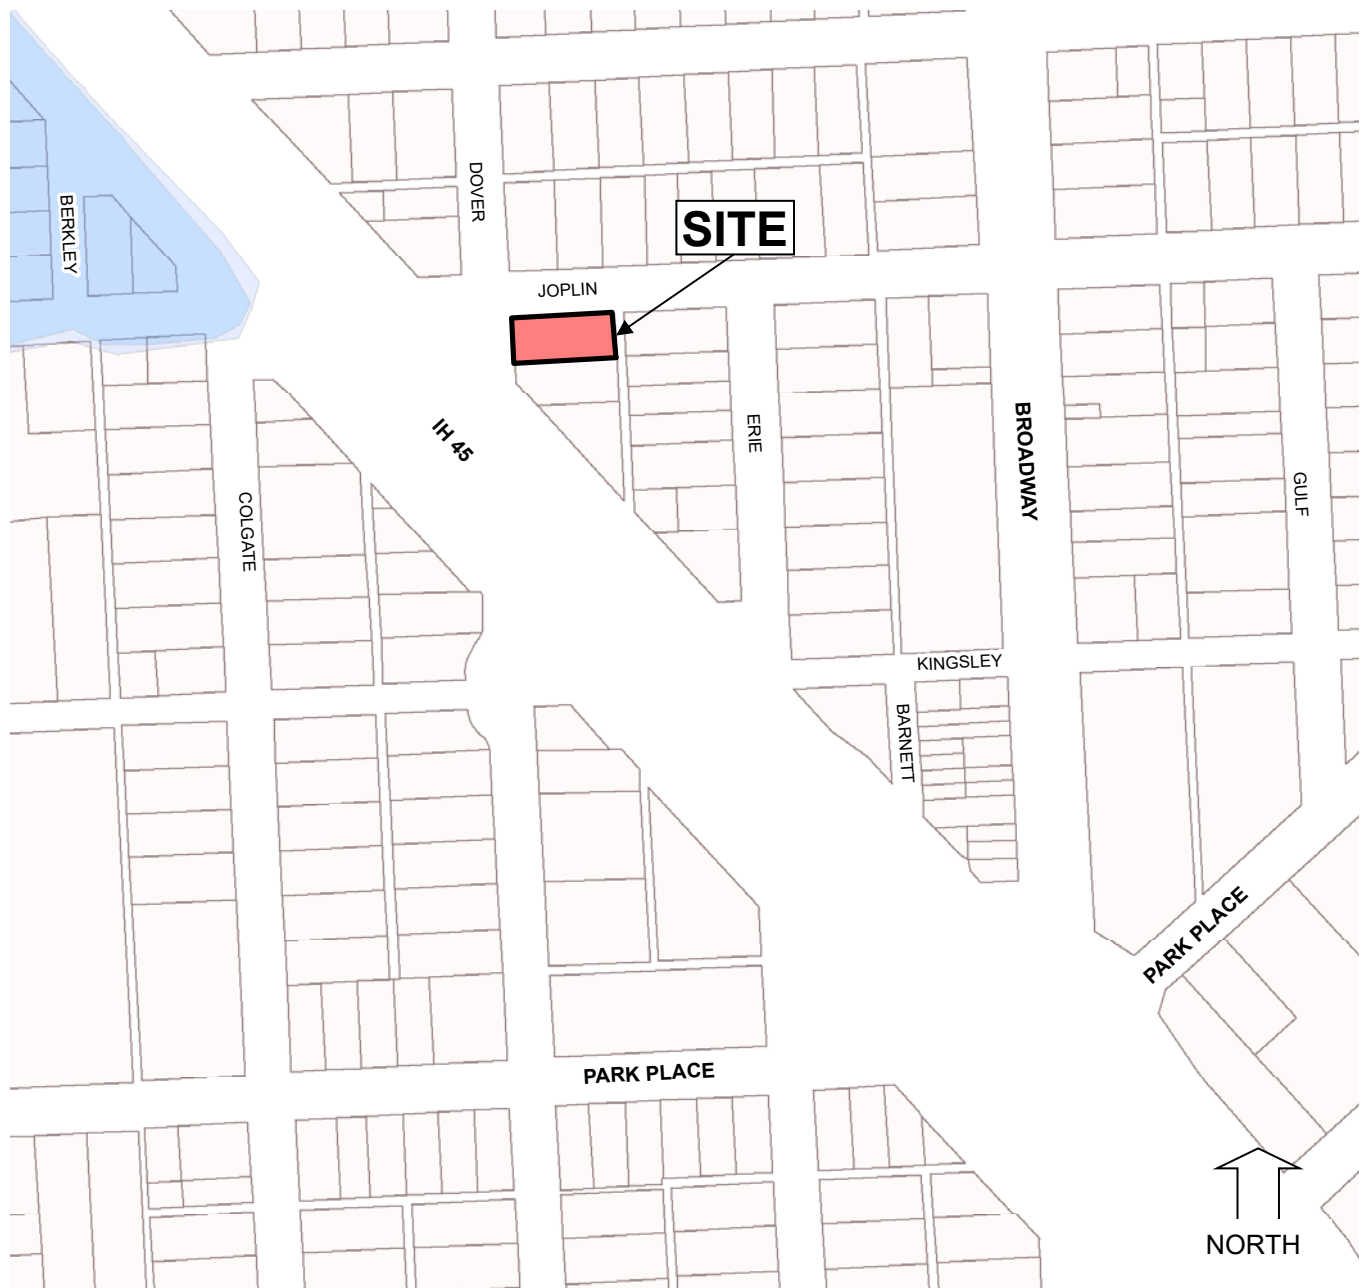 DOVER
BERKLEY
SITE
JOPLIN
IH 45
ERIE
BROADWAY
COLGATE
GULF
KINGSLEY
BARNETT
PARK PLACE
PARK PLACE
NORTH